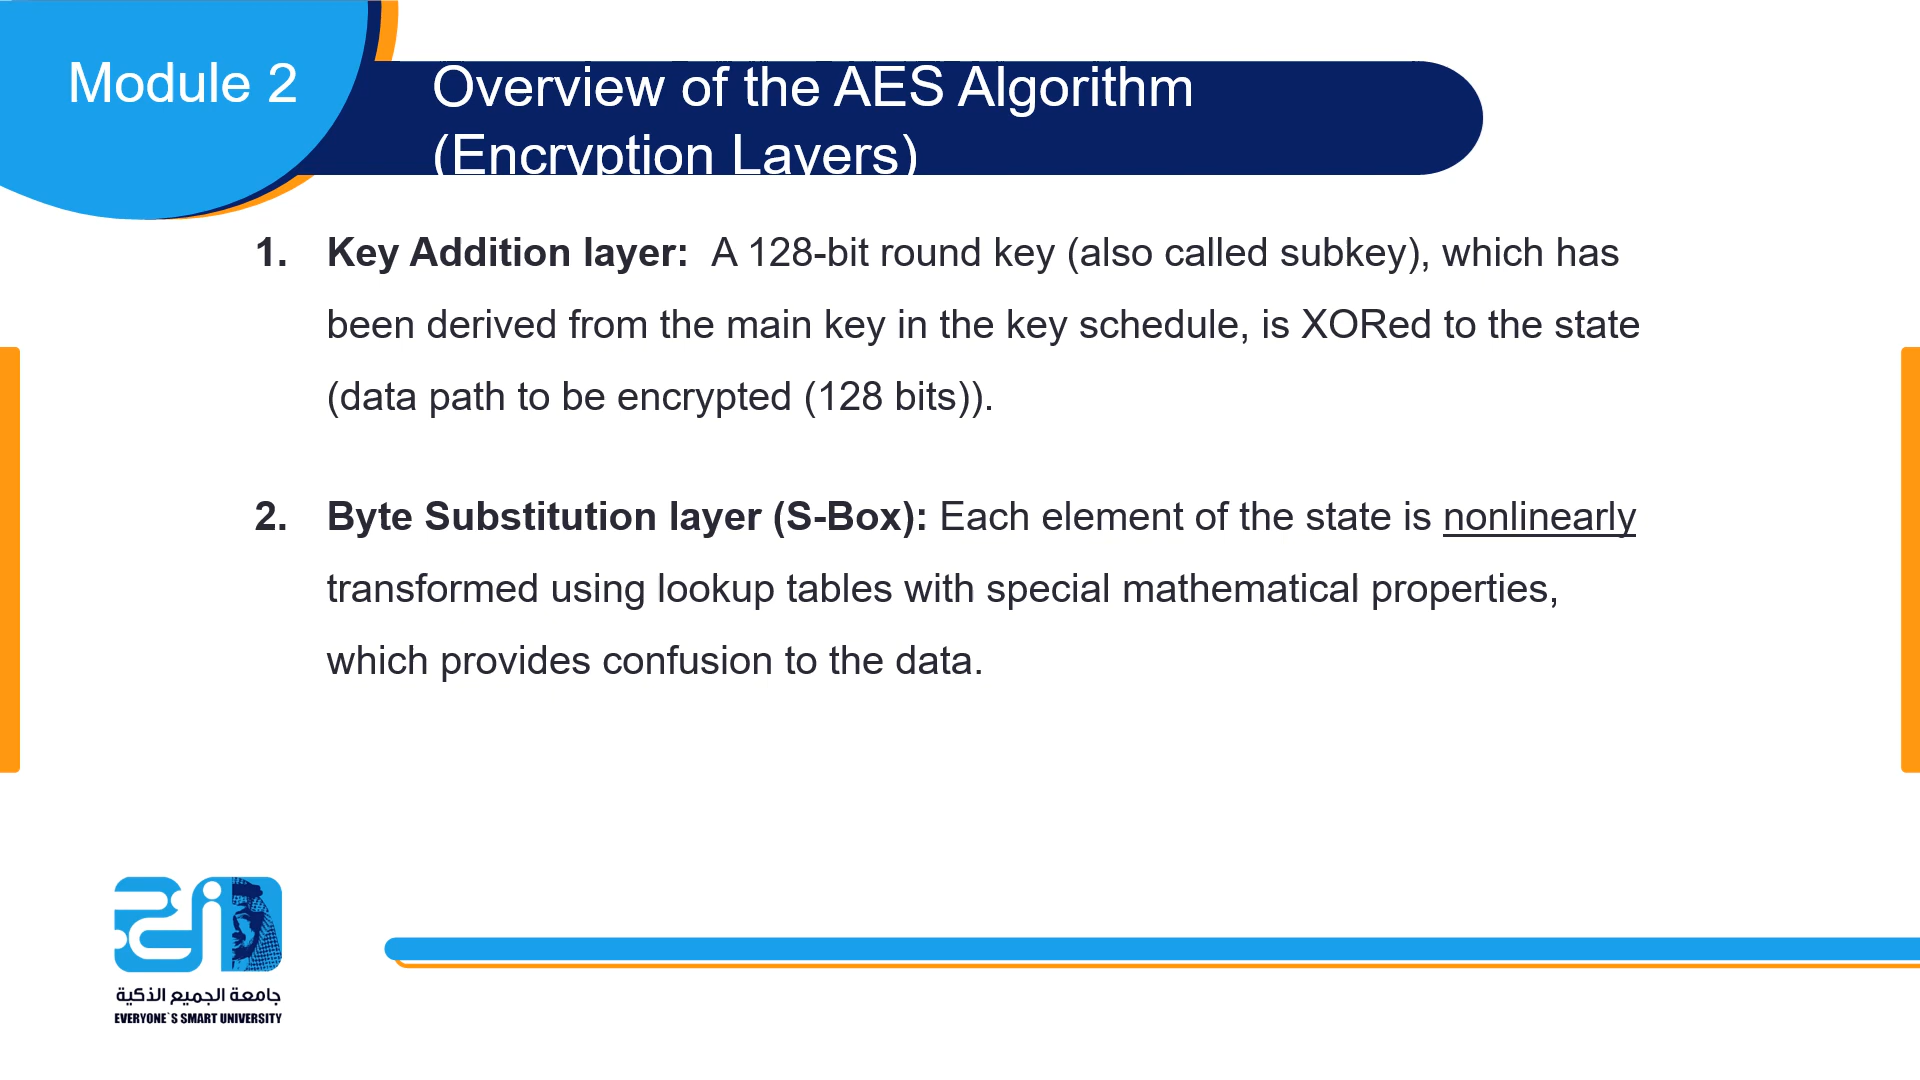 Module 2
Overview of the AES Algorithm
(Encryption Layers)
1. Key Addition layer: A 128-bit round key (also called subkey), which has
been derived from the main key in the key schedule, is XORed to the state
(data path to be encrypted (128 bits)).
2. Byte Substitution layer (S-Box): Each element of the state is nonlinearly
transformed using lookup tables with special mathematical properties,
which provides confusion to the data.
جامعة الجميع الذكية
EVERYONE`S SMART UNIVERSITY